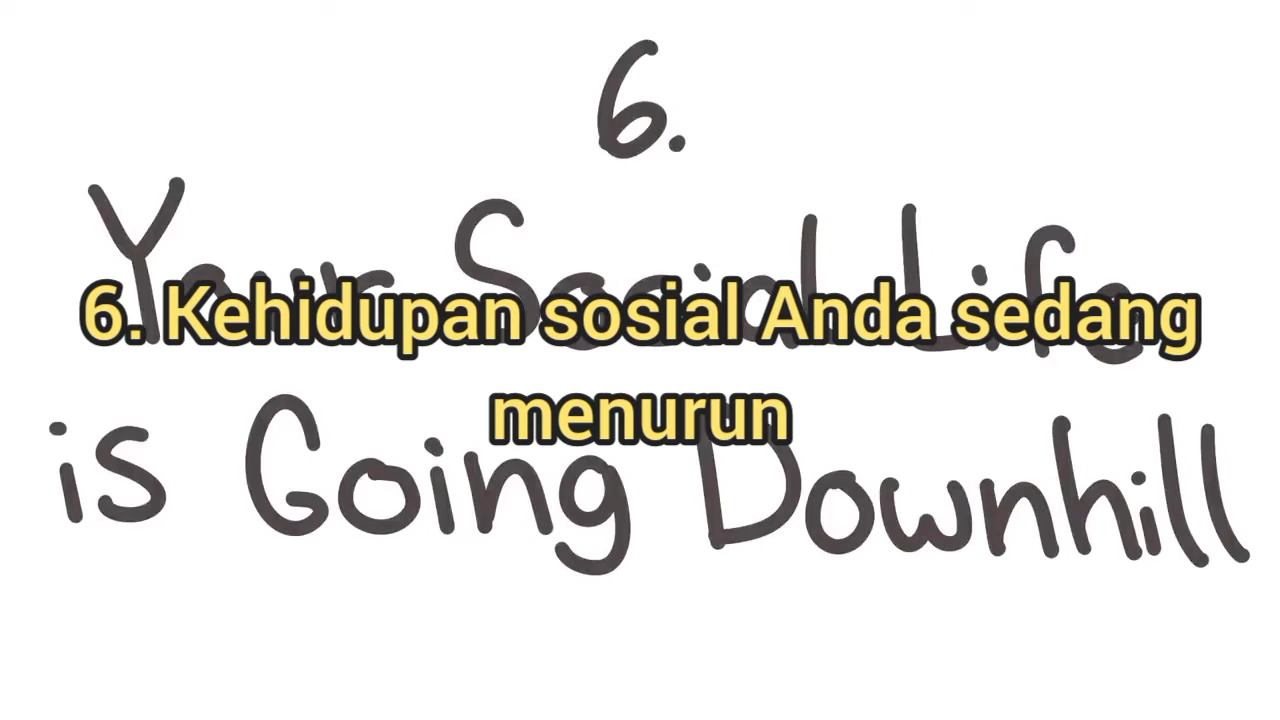 6.
Your Social Life
6. Kehidupan sosial Anda sedang
menurun
is Going Downhill